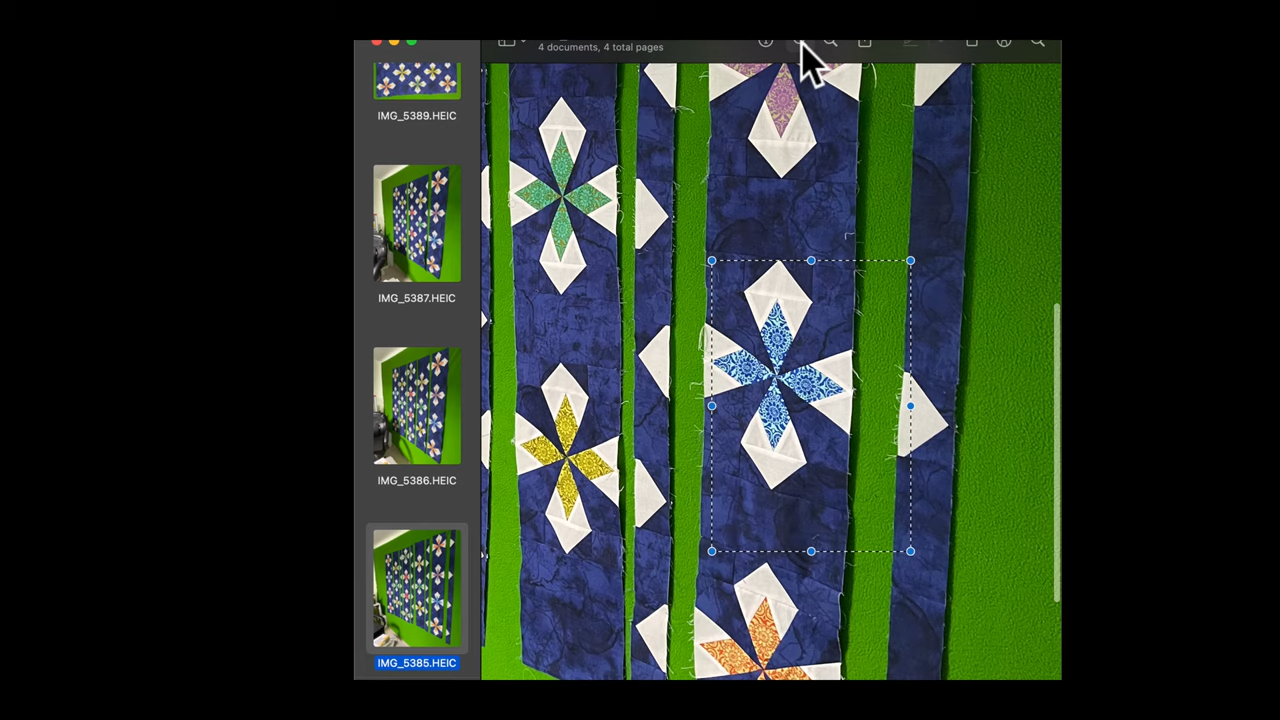 4 documents, 4 total pages
IMG_5389.HEIC
IMG_5387.HEIC
IMG_5386.HEIC
IMG_5385.HEIC